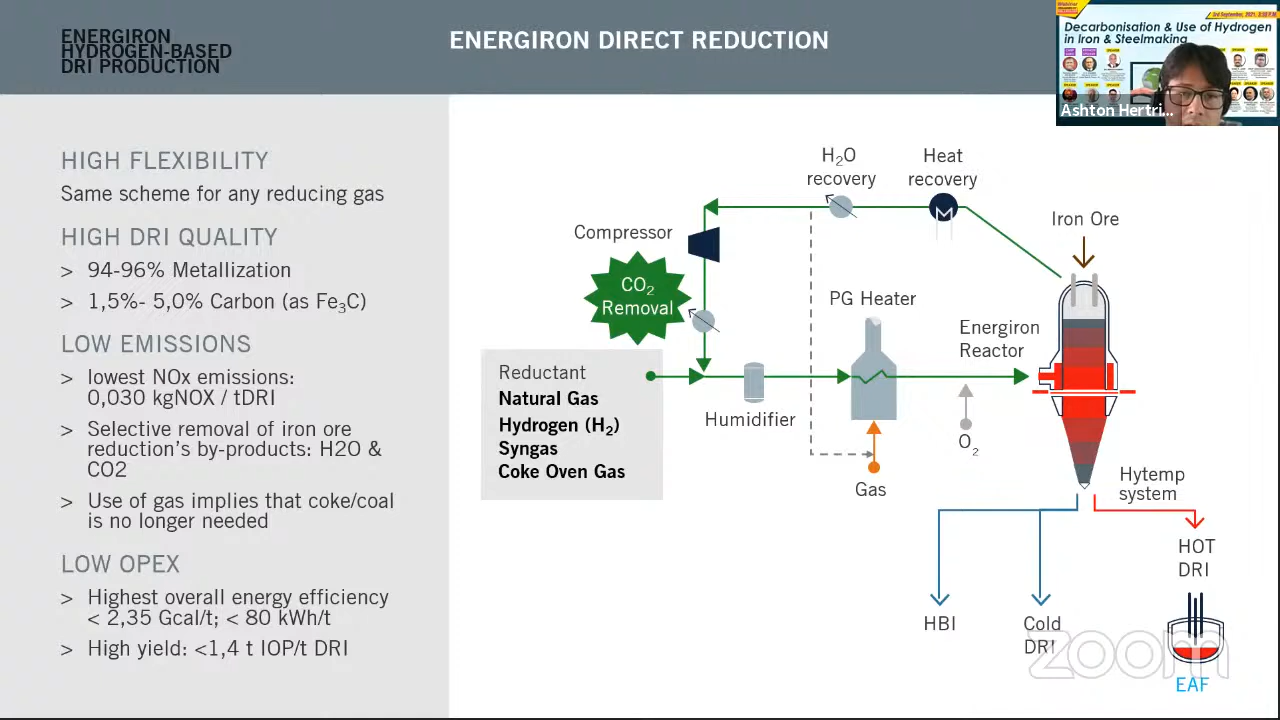 ENERGIRON
HYDROGEN-BASED
DRI PRODUCTION
ENERGIRON DIRECT REDUCTION
3rd September, 2021,
Decarbonisation & Use of Hydrogen
in Iron & Steelmaking
Ashton Hertri...
HIGH FLEXIBILITY
Same scheme for any reducing gas
HIGH DRI QUALITY
> 94-96% Metallization
> 1,5%- 5,0% Carbon (as Fe₃C)
LOW EMISSIONS
> lowest NOx emissions:
0,030 kgNOX / tDRI
> Selective removal of iron ore
reduction's by-products: H2O &
CO2
> Use of gas implies that coke/coal
is no longer needed
LOW OPEX
> Highest overall energy efficiency
< 2,35 Gcal/t; < 80 kWh/t
> High yield: <1,4 t IOP/t DRI
H₂O
recovery
Heat
recovery
Iron Ore
Compressor
CO₂
Removal
PG Heater
Energiron
Reactor
Reductant
Natural Gas
Hydrogen (H₂)
Syngas
Coke Oven Gas
Humidifier
O₂
Gas
Hytemp
system
HOT
DRI
HBI
Cold
DRI
zoom
EAF